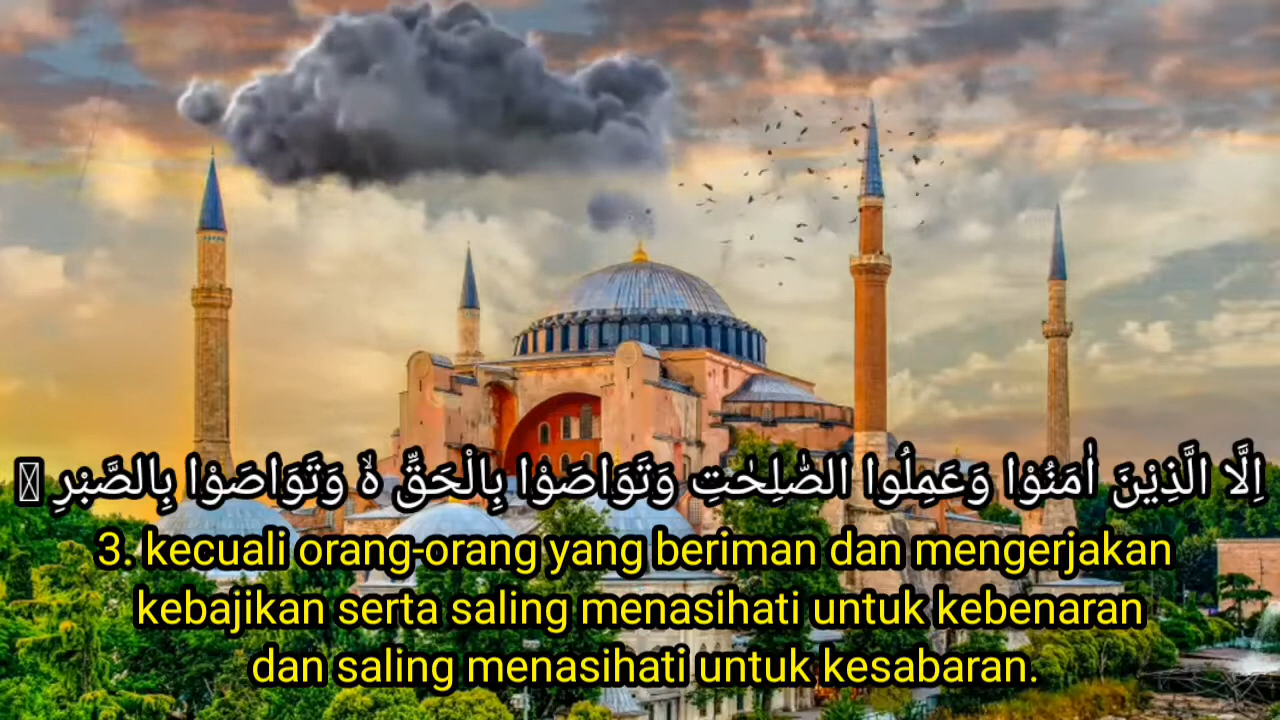 اِلَّا الَّذِيْنَ اٰمَنُوْا وَعَمِلُوا الصّٰلِحٰتِ وَتَوَاصَوْا بِالْحَقِّ ەۙ وَتَوَاصَوْا بِالصَّبْرِ
3. kecuali orang-orang yang beriman dan mengerjakan
kebajikan serta saling menasihati untuk kebenaran
dan saling menasihati untuk kesabaran.